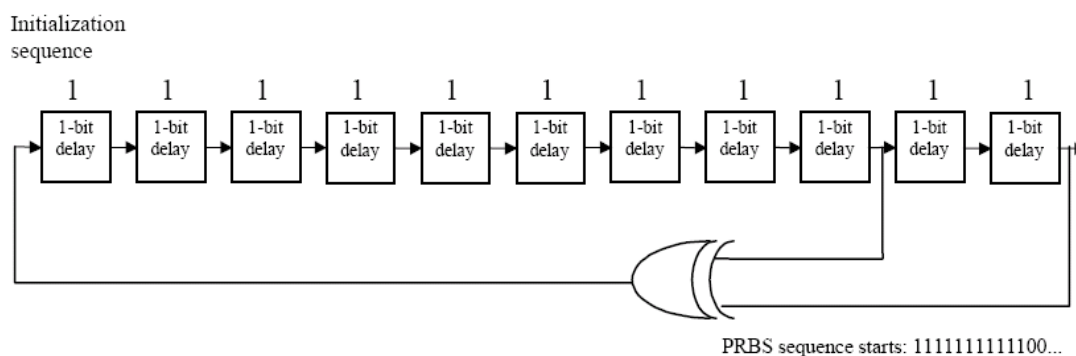 Initialization
sequence
1 1 1 1 1 1 1 1 1 1 1
1-bit 1-bit 1-bit 1-bit 1-bit 1-bit 1-bit 1-bit 1-bit 1-bit 1-bit
delay delay delay delay delay delay delay delay delay delay delay
PRBS sequence starts: 1111111111100...